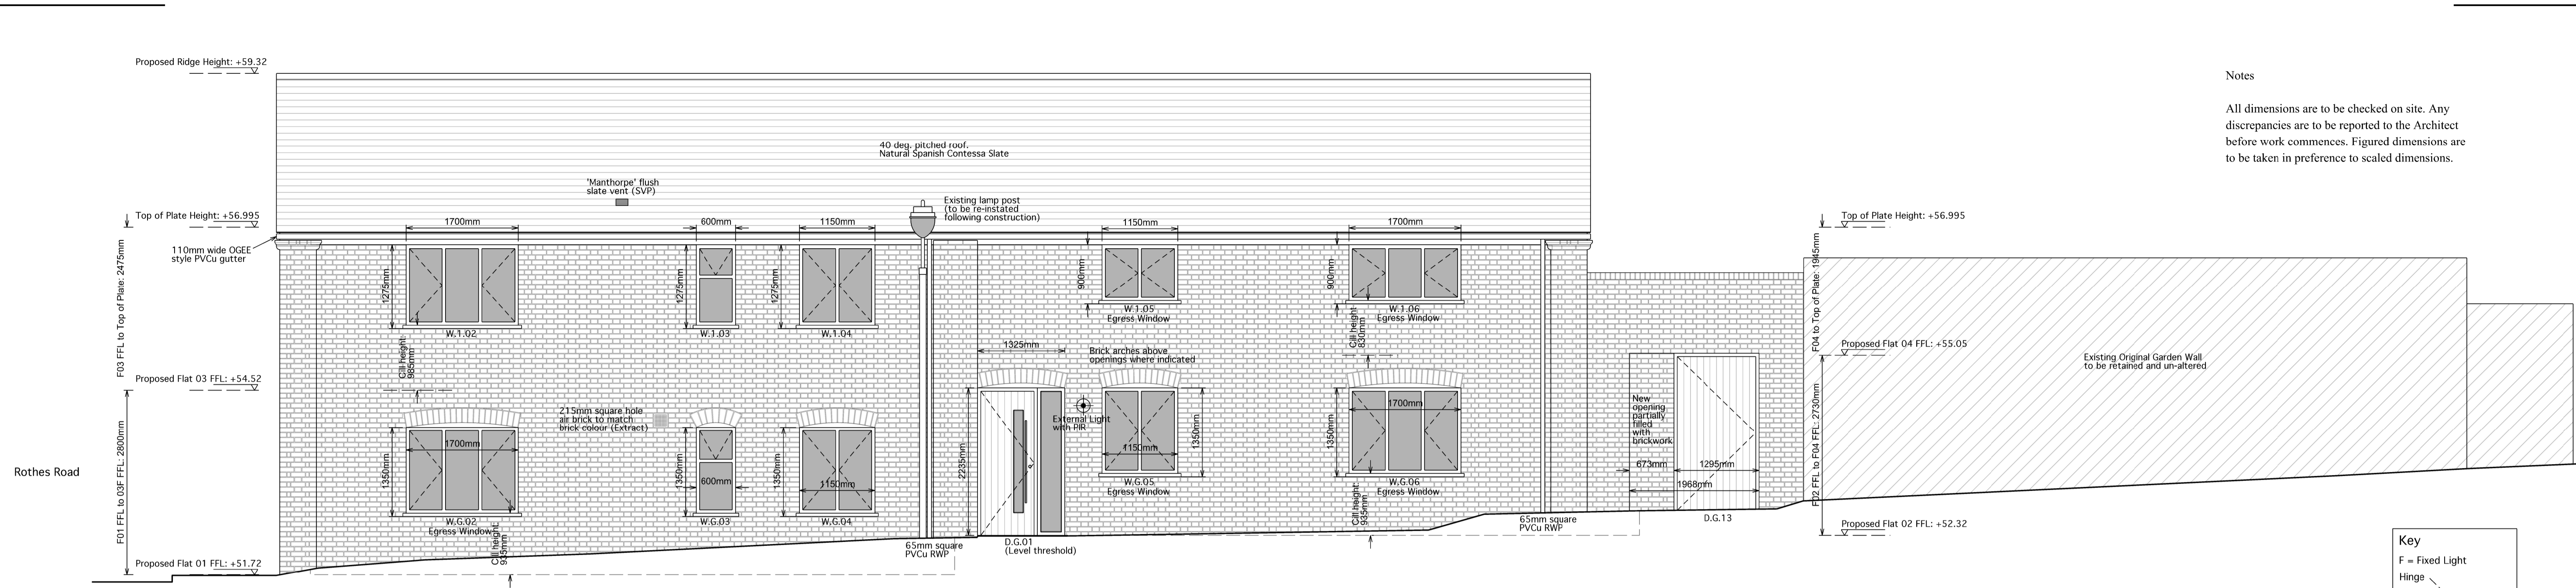 Proposed Ridge Height: +59.32
Notes
All dimensions are to be checked on site. Any
discrepancies are to be reported to the Architect
before work commences. Figured dimensions are
to be taken in preference to scaled dimensions.
40 deg. pitched roof.
Natural Spanish Contessa Slate
'Manthorpe' flush
slate vent (SVP)
Existing lamp post
(to be re-instated
following construction)
Top of Plate Height: +56.995
1700mm
600mm
1150mm
1150mm
1700mm
Top of Plate Height: +56.995
110mm wide OGEE
style PVCu gutter
F03 FFL to Top of Plate: 2475mm
1275mm
1275mm
1275mm
900mm
900mm
F04 to Top of Plate: 1945mm
W.1.02
W.1.03
W.1.04
W.1.05
Egress Window
W.1.06
Egress Window
Cill height:
985mm
Cill height:
830mm
1325mm
Brick arches above
openings where indicated
Proposed Flat 04 FFL: +55.05
Existing Original Garden Wall
to be retained and un-altered
Proposed Flat 03 FFL: +54.52
215mm square hole
air brick to match
brick colour (Extract)
External Light
with PIR
New
opening
partially
filled
with
brickwork
Rothes Road
F01 FFL to 03F FFL: 2800mm
1350mm
1700mm
1350mm
600mm
1350mm
1150mm
2235mm
1150mm
1350mm
1350mm
1700mm
673mm
1295mm
1968mm
F02 FFL to F04 FFL: 2730mm
W.G.02
Egress Window
W.G.03
W.G.04
W.G.05
Egress Window
W.G.06
Egress Window
Cill height:
935mm
Cill height:
935mm
65mm square
PVCu RWP
D.G.01
(Level threshold)
65mm square
PVCu RWP
D.G.13
Proposed Flat 02 FFL: +52.32
Proposed Flat 01 FFL: +51.72
Key
F = Fixed Light
Hinge